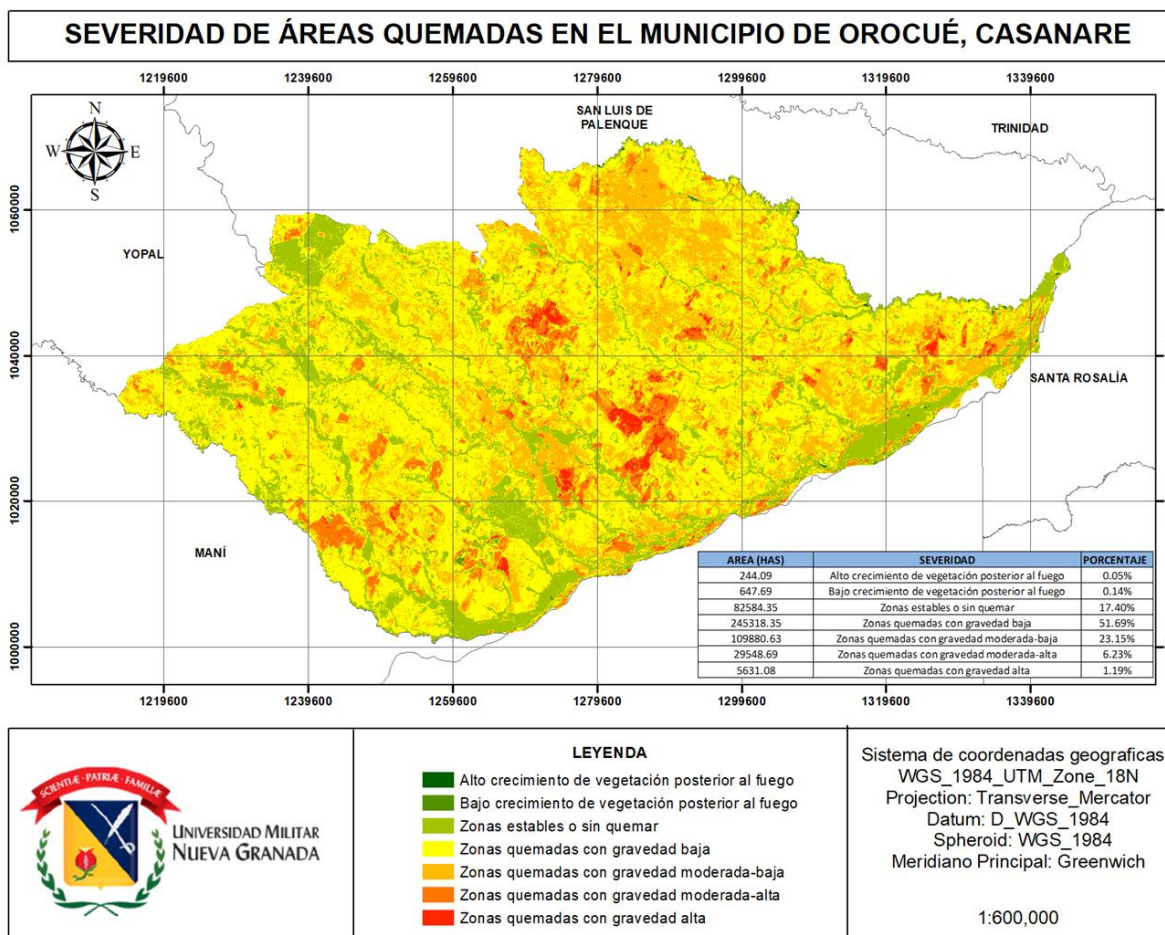 SEVERIDAD DE ÁREAS QUEMADAS EN EL MUNICIPIO DE OROCUÉ, CASANARE
1219600 1239600 1259600 1279600 1299600 1319600 1339600
N
W E
S
SAN LUIS DE
PALENQUE
TRINIDAD
1060000
YOPAL
1040000
SANTA ROSALÍA
1020000
MANÍ
1000000
AREA (HAS) SEVERIDAD PORCENTAJE
244.09 Alto crecimiento de vegetación posterior al fuego 0.05%
647.69 Bajo crecimiento de vegetación posterior al fuego 0.14%
82584.35 Zonas estables o sin quemar 17.40%
245318.35 Zonas quemadas con gravedad baja 51.69%
109880.63 Zonas quemadas con gravedad moderada-baja 23.15%
29548.69 Zonas quemadas con gravedad moderada-alta 6.23%
5631.08 Zonas quemadas con gravedad alta 1.19%
1219600 1239600 1259600 1279600 1299600 1319600 1339600
SCIENTIÆ - PATRIÆ - FAMILIÆ
UNIVERSIDAD MILITAR
NUEVA GRANADA
LEYENDA
Alto crecimiento de vegetación posterior al fuego
Bajo crecimiento de vegetación posterior al fuego
Zonas estables o sin quemar
Zonas quemadas con gravedad baja
Zonas quemadas con gravedad moderada-baja
Zonas quemadas con gravedad moderada-alta
Zonas quemadas con gravedad alta
Sistema de coordenadas geograficas
WGS_1984_UTM_Zone_18N
Projection: Transverse_Mercator
Datum: D_WGS_1984
Spheroid: WGS_1984
Meridiano Principal: Greenwich
1:600,000